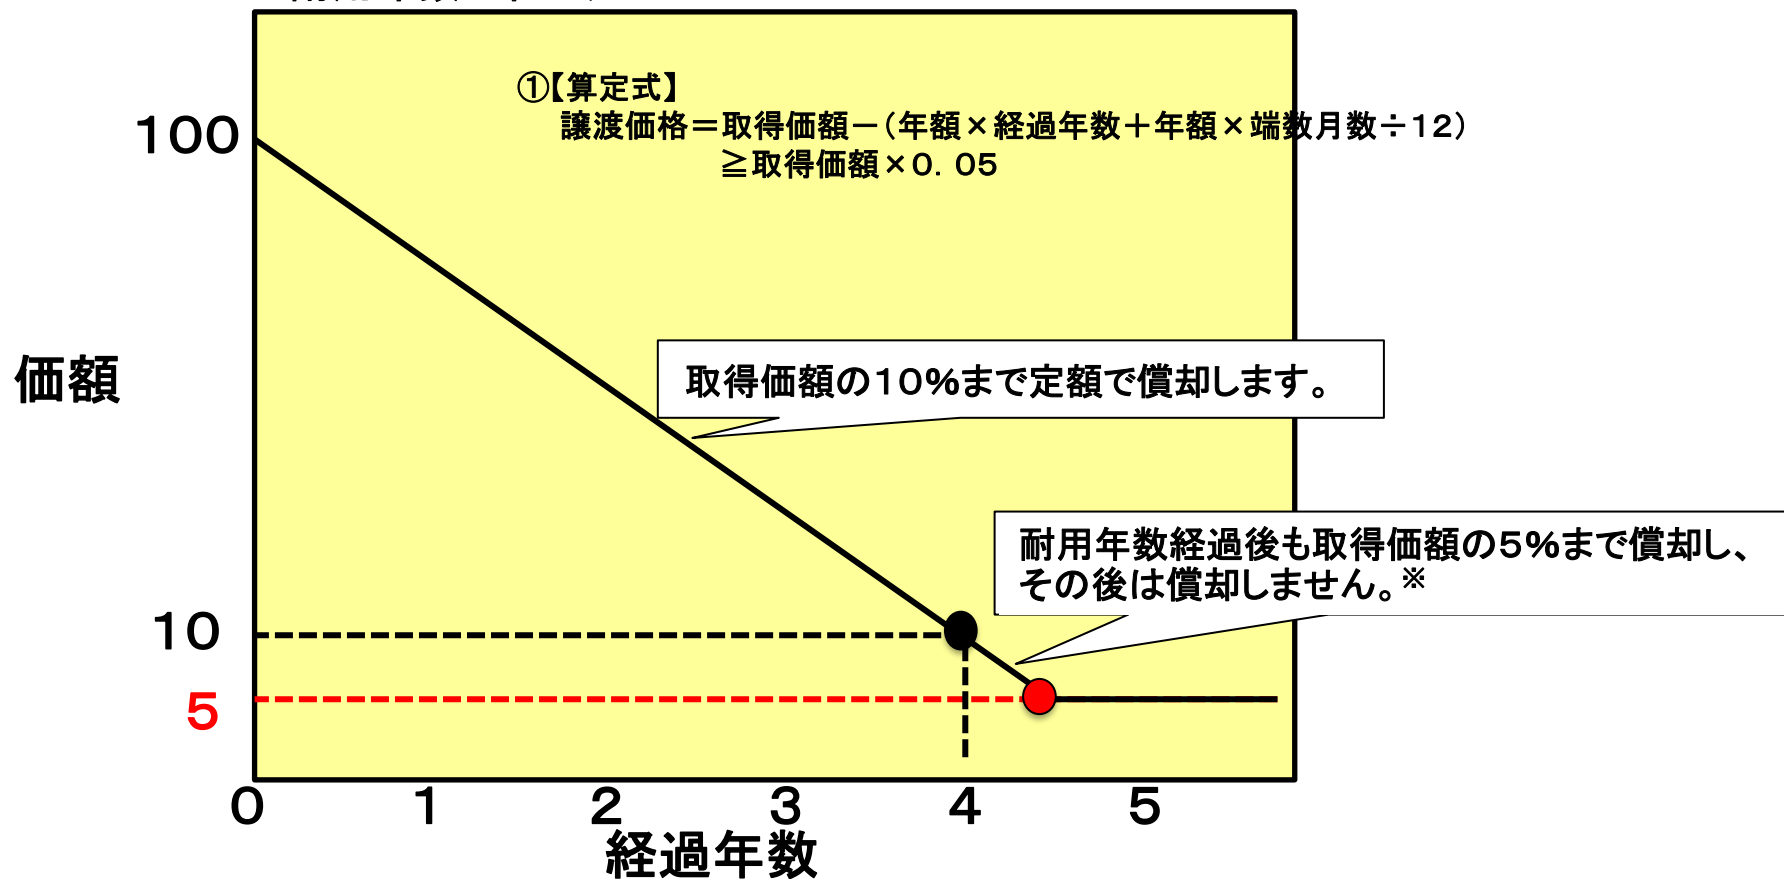 ①【算定式】
譲渡価格＝取得価額－（年額×経過年数＋年額×端数月数÷１２）
≧取得価額×０．０５
100
価額
取得価額の１０％まで定額で償却します。
耐用年数経過後も取得価額の５％まで償却し、
その後は償却しません。※
10
5
0 1 2 3 4 5
経過年数